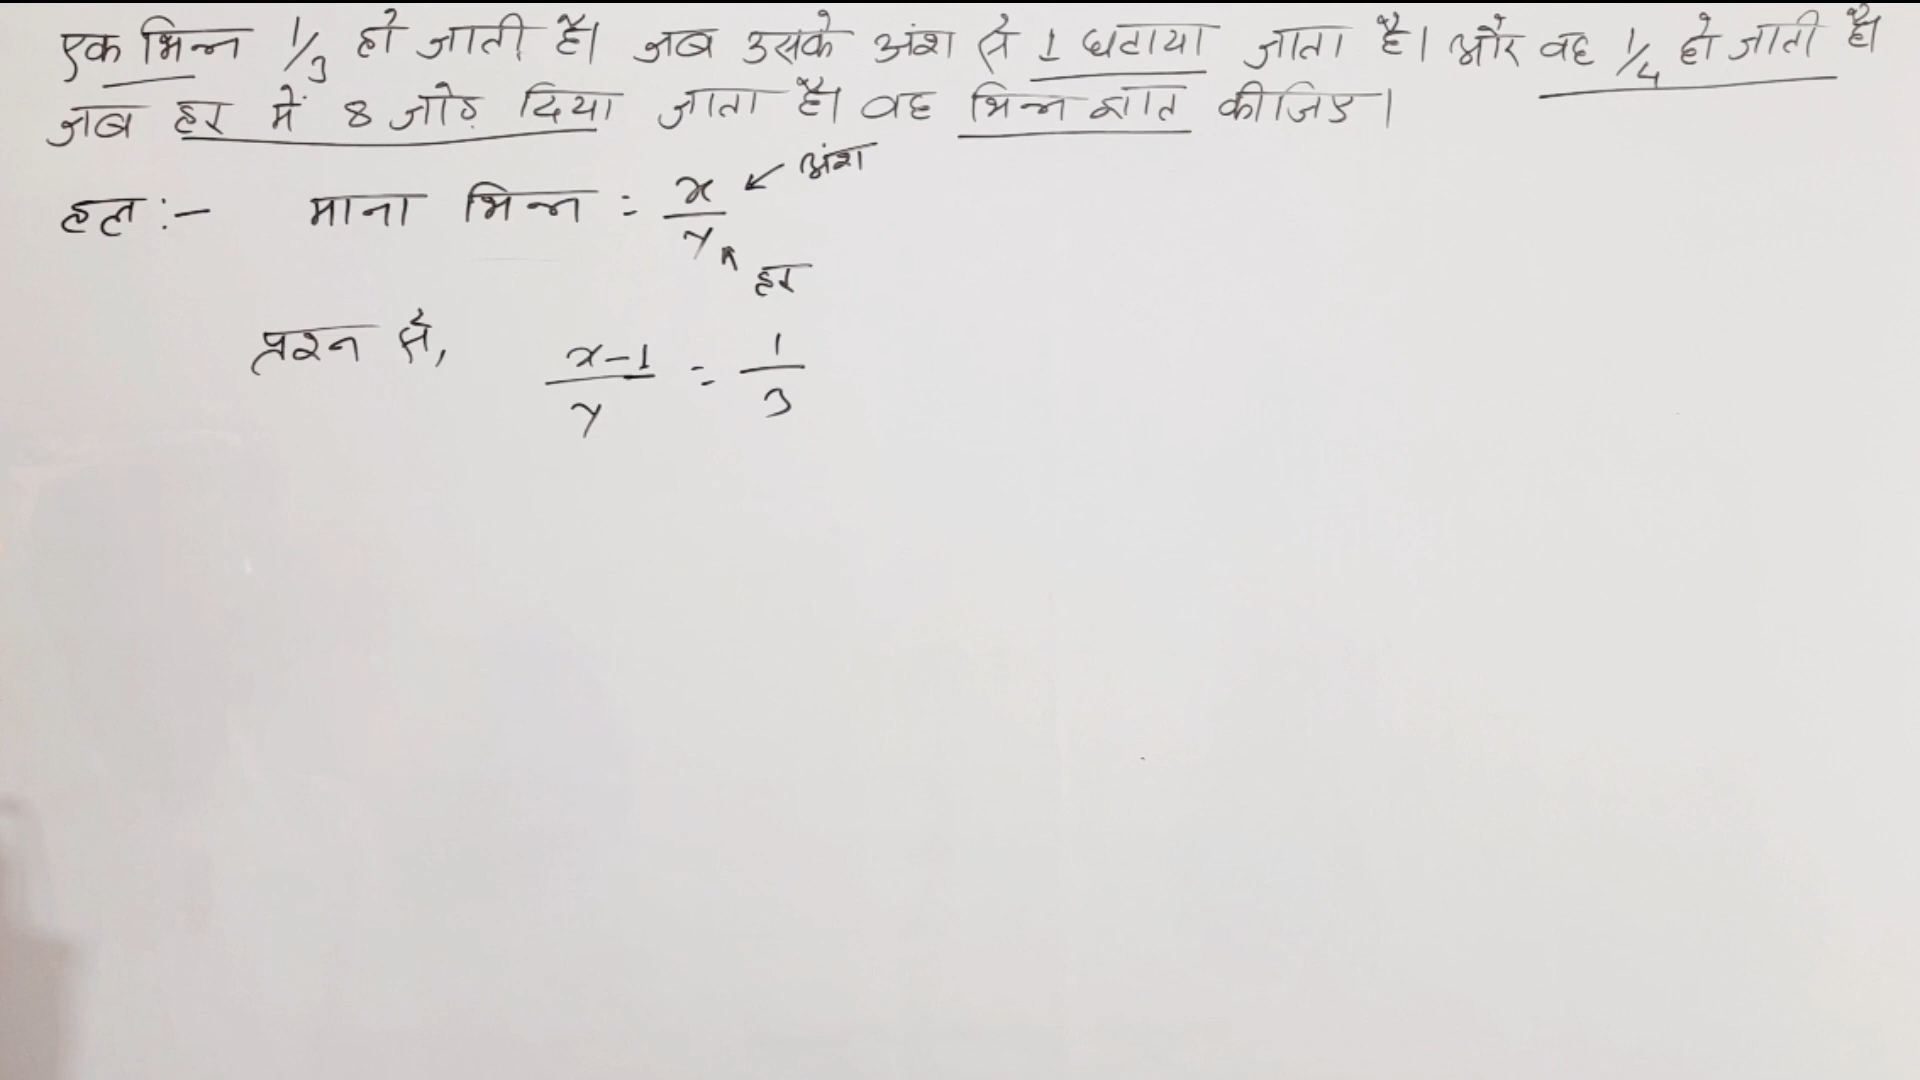 एक भिन्न 1/3 हो जाती है। जब उसके अंश से 1 घटाया जाता है। और वह 1/4 हो जाती है।
जब हर में 8 जोड़ दिया जाता है। वह भिन्न ज्ञात कीजिए।
हल :- माना भिन्न = x/y ← अंश
हर
प्रश्न से, (x-1)/y = 1/3